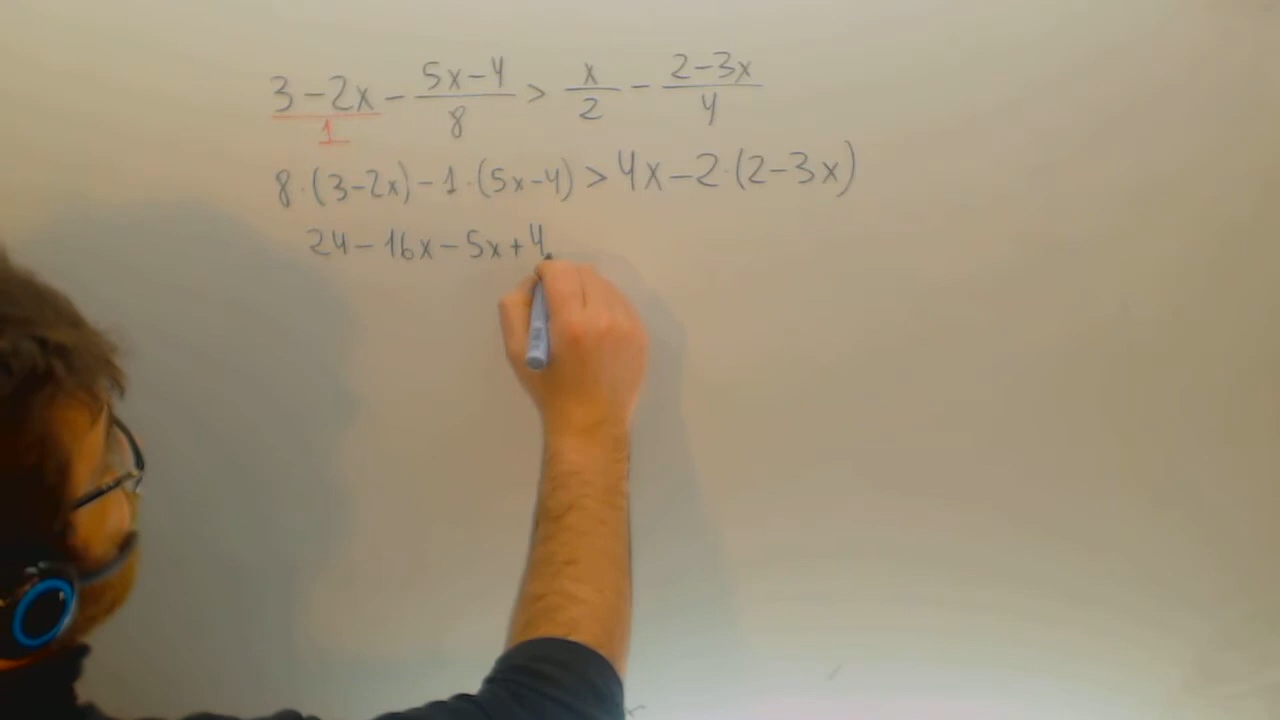 3-2x/1 - 5x-4/8 > x/2 - 2-3x/4
8·(3-2x)-1·(5x-4)>4x-2·(2-3x)
24-16x-5x+4